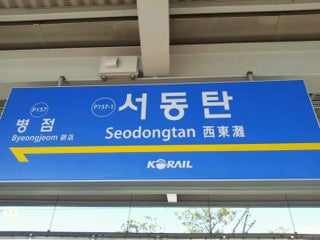 P157
병점
Byeongjeom 餠店
P157-1
서동탄
Seodongtan 西東灘
KORAIL